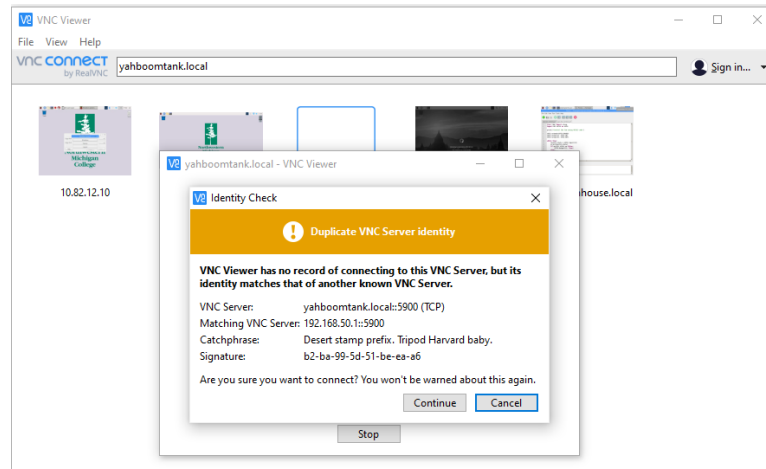 VNC Viewer
File View Help
VNC CONNECT
by RealVNC
yahboomtank.local
Sign in...
Michigan
College
10.82.12.10
house.local
yahboomtank.local - VNC Viewer
Identity Check
Duplicate VNC Server identity
VNC Viewer has no record of connecting to this VNC Server, but its
identity matches that of another known VNC Server.
VNC Server: yahboomtank.local::5900 (TCP)
Matching VNC Server: 192.168.50.1::5900
Catchphrase: Desert stamp prefix. Tripod Harvard baby.
Signature: b2-ba-99-5d-51-be-ea-a6
Are you sure you want to connect? You won't be warned about this again.
Continue Cancel
Stop